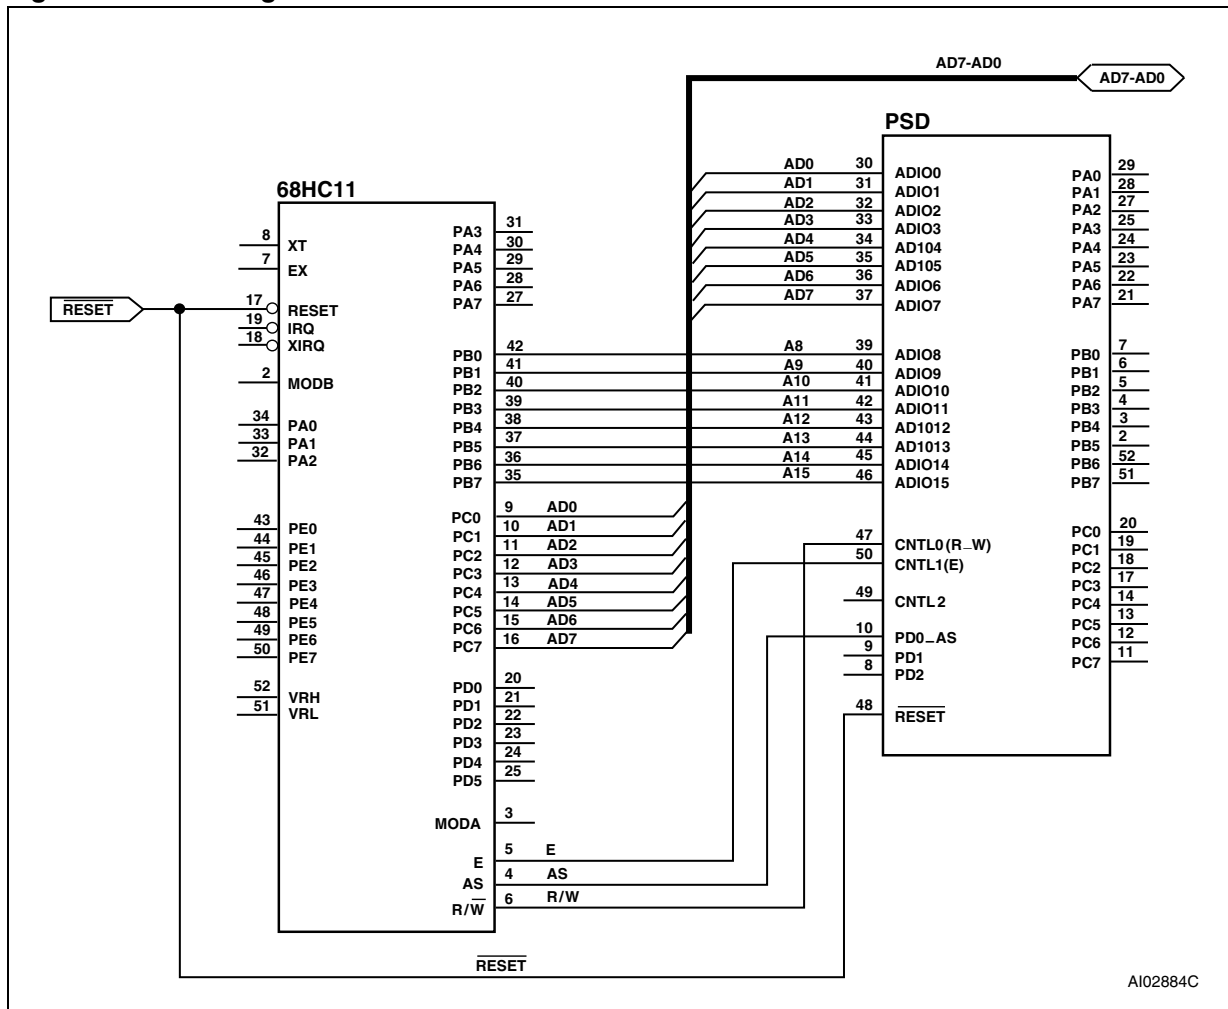 AD7-AD0
AD7-AD0
PSD
68HC11
RESET
8 XT
7 EX
17 RESET
19 IRQ
18 XIRQ
2 MODB
34 PA0
33 PA1
32 PA2
43 PE0
44 PE1
45 PE2
46 PE3
47 PE4
48 PE5
49 PE6
50 PE7
52 VRH
51 VRL
PA3 31
PA4 30
PA5 29
PA6 28
PA7 27
PB0 42
PB1 41
PB2 40
PB3 39
PB4 38
PB5 37
PB6 36
PB7 35
PC0 9 AD0
PC1 10 AD1
PC2 11 AD2
PC3 12 AD3
PC4 13 AD4
PC5 14 AD5
PC6 15 AD6
PC7 16 AD7
PD0 20
PD1 21
PD2 22
PD3 23
PD4 24
PD5 25
MODA 3
E 5 E
AS 4 AS
R/W 6 R/W
RESET
AD0 30 ADIO0
AD1 31 ADIO1
AD2 32 ADIO2
AD3 33 ADIO3
AD4 34 AD104
AD5 35 AD105
AD6 36 ADIO6
AD7 37 ADIO7
A8 39 ADIO8
A9 40 ADIO9
A10 41 ADIO10
A11 42 ADIO11
A12 43 AD1012
A13 44 AD1013
A14 45 ADIO14
A15 46 ADIO15
47 CNTL0(R_W)
50 CNTL1(E)
49 CNTL2
10 PD0_AS
9 PD1
8 PD2
48 RESET
PA0 29
PA1 28
PA2 27
PA3 25
PA4 24
PA5 23
PA6 22
PA7 21
PB0 7
PB1 6
PB2 5
PB3 4
PB4 3
PB5 2
PB6 52
PB7 51
PC0 20
PC1 19
PC2 18
PC3 17
PC4 14
PC5 13
PC6 12
PC7 11
AI02884C